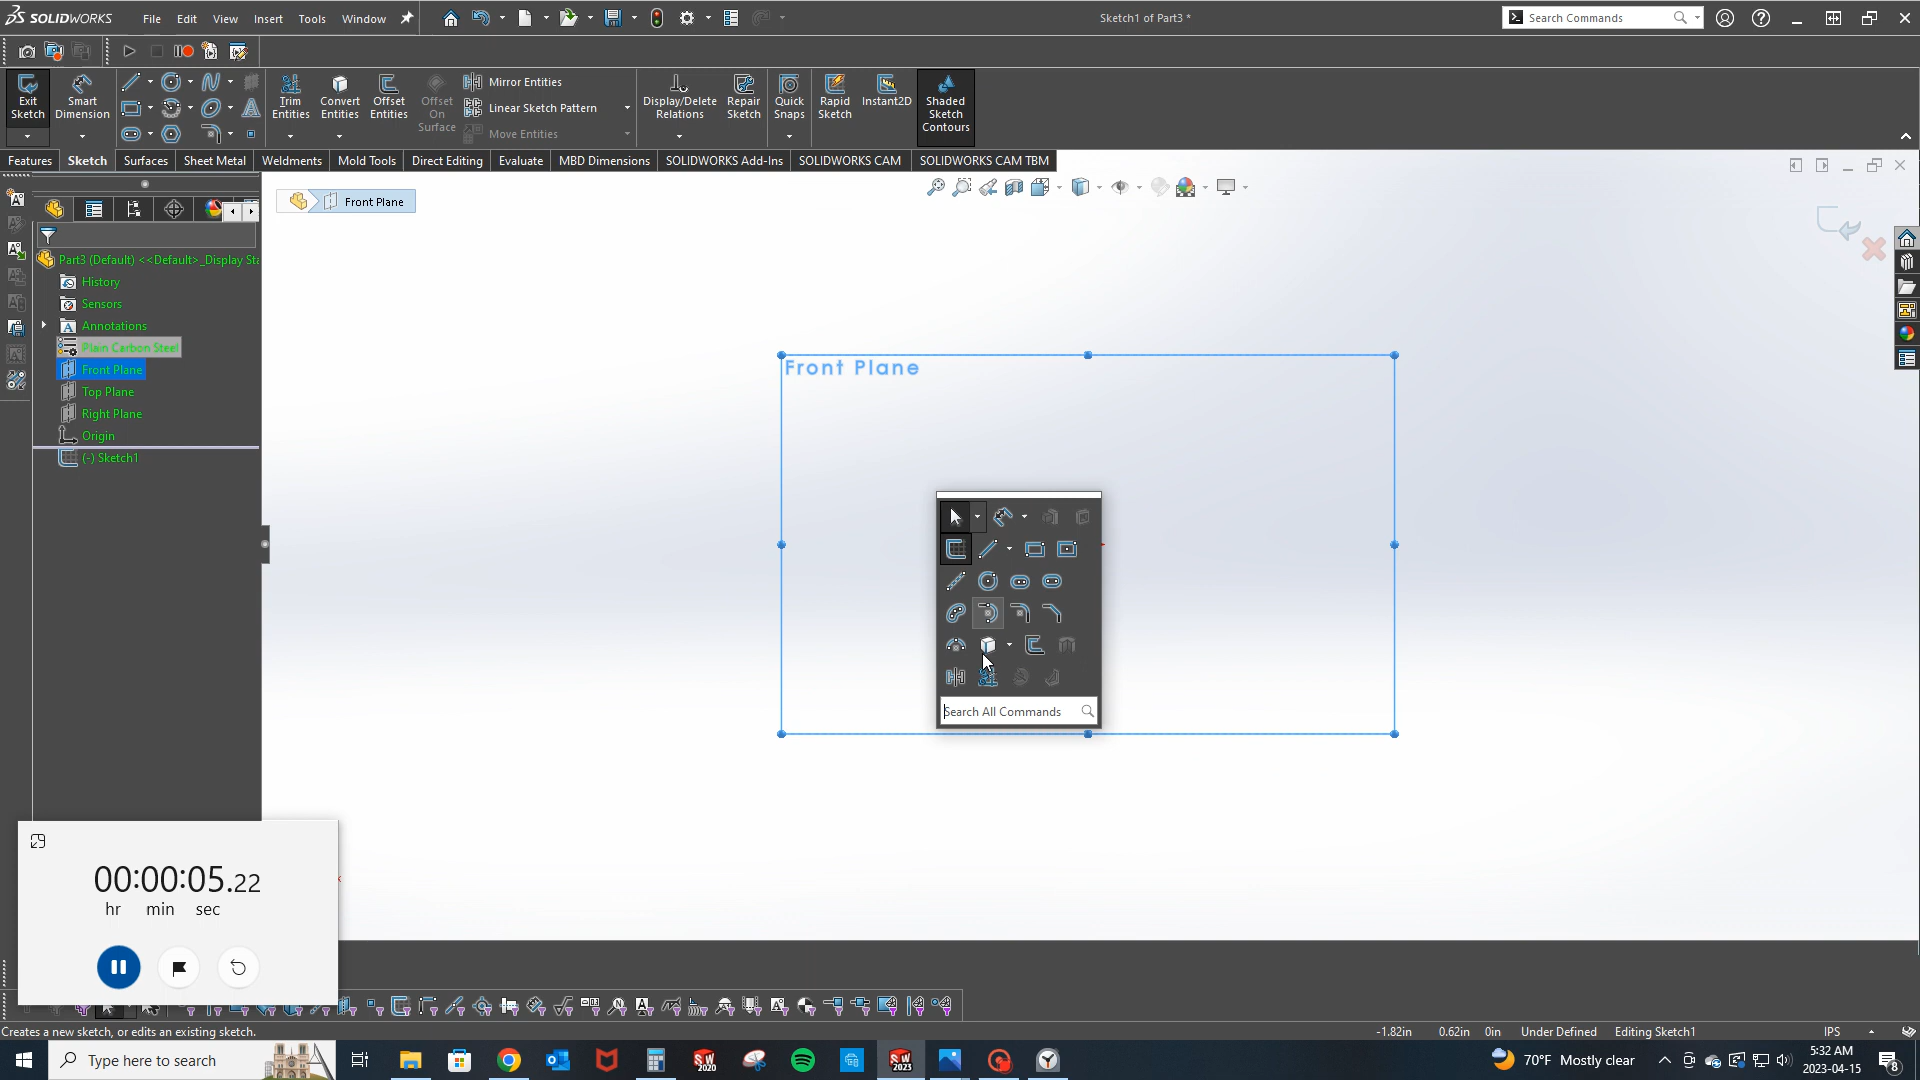 SOLIDWORKS File Edit View Insert Tools Window Sketch1 of Part3 * Search Commands
Exit Sketch
Smart Dimension
Trim Entities
Convert Entities
Offset Entities
Offset On Surface
Mirror Entities
Linear Sketch Pattern
Move Entities
Display/Delete Relations
Repair Sketch
Quick Snaps
Rapid Sketch
Instant2D
Shaded Sketch Contours
Features Sketch Surfaces Sheet Metal Weldments Mold Tools Direct Editing Evaluate MBD Dimensions SOLIDWORKS Add-Ins SOLIDWORKS CAM SOLIDWORKS CAM TBM
Front Plane
Part3 (Default) <<Default>_Display Sta
History
Sensors
Annotations
Plain Carbon Steel
Front Plane
Top Plane
Right Plane
Origin
(-) Sketch1
Front Plane
Search All Commands
00:00:05.22
hr min sec
Creates a new sketch, or edits an existing sketch. -1.82in 0.62in 0in Under Defined Editing Sketch1 IPS
Type here to search
SW 2020
SW 2023
70°F Mostly clear
5:32 AM
2023-04-15
8